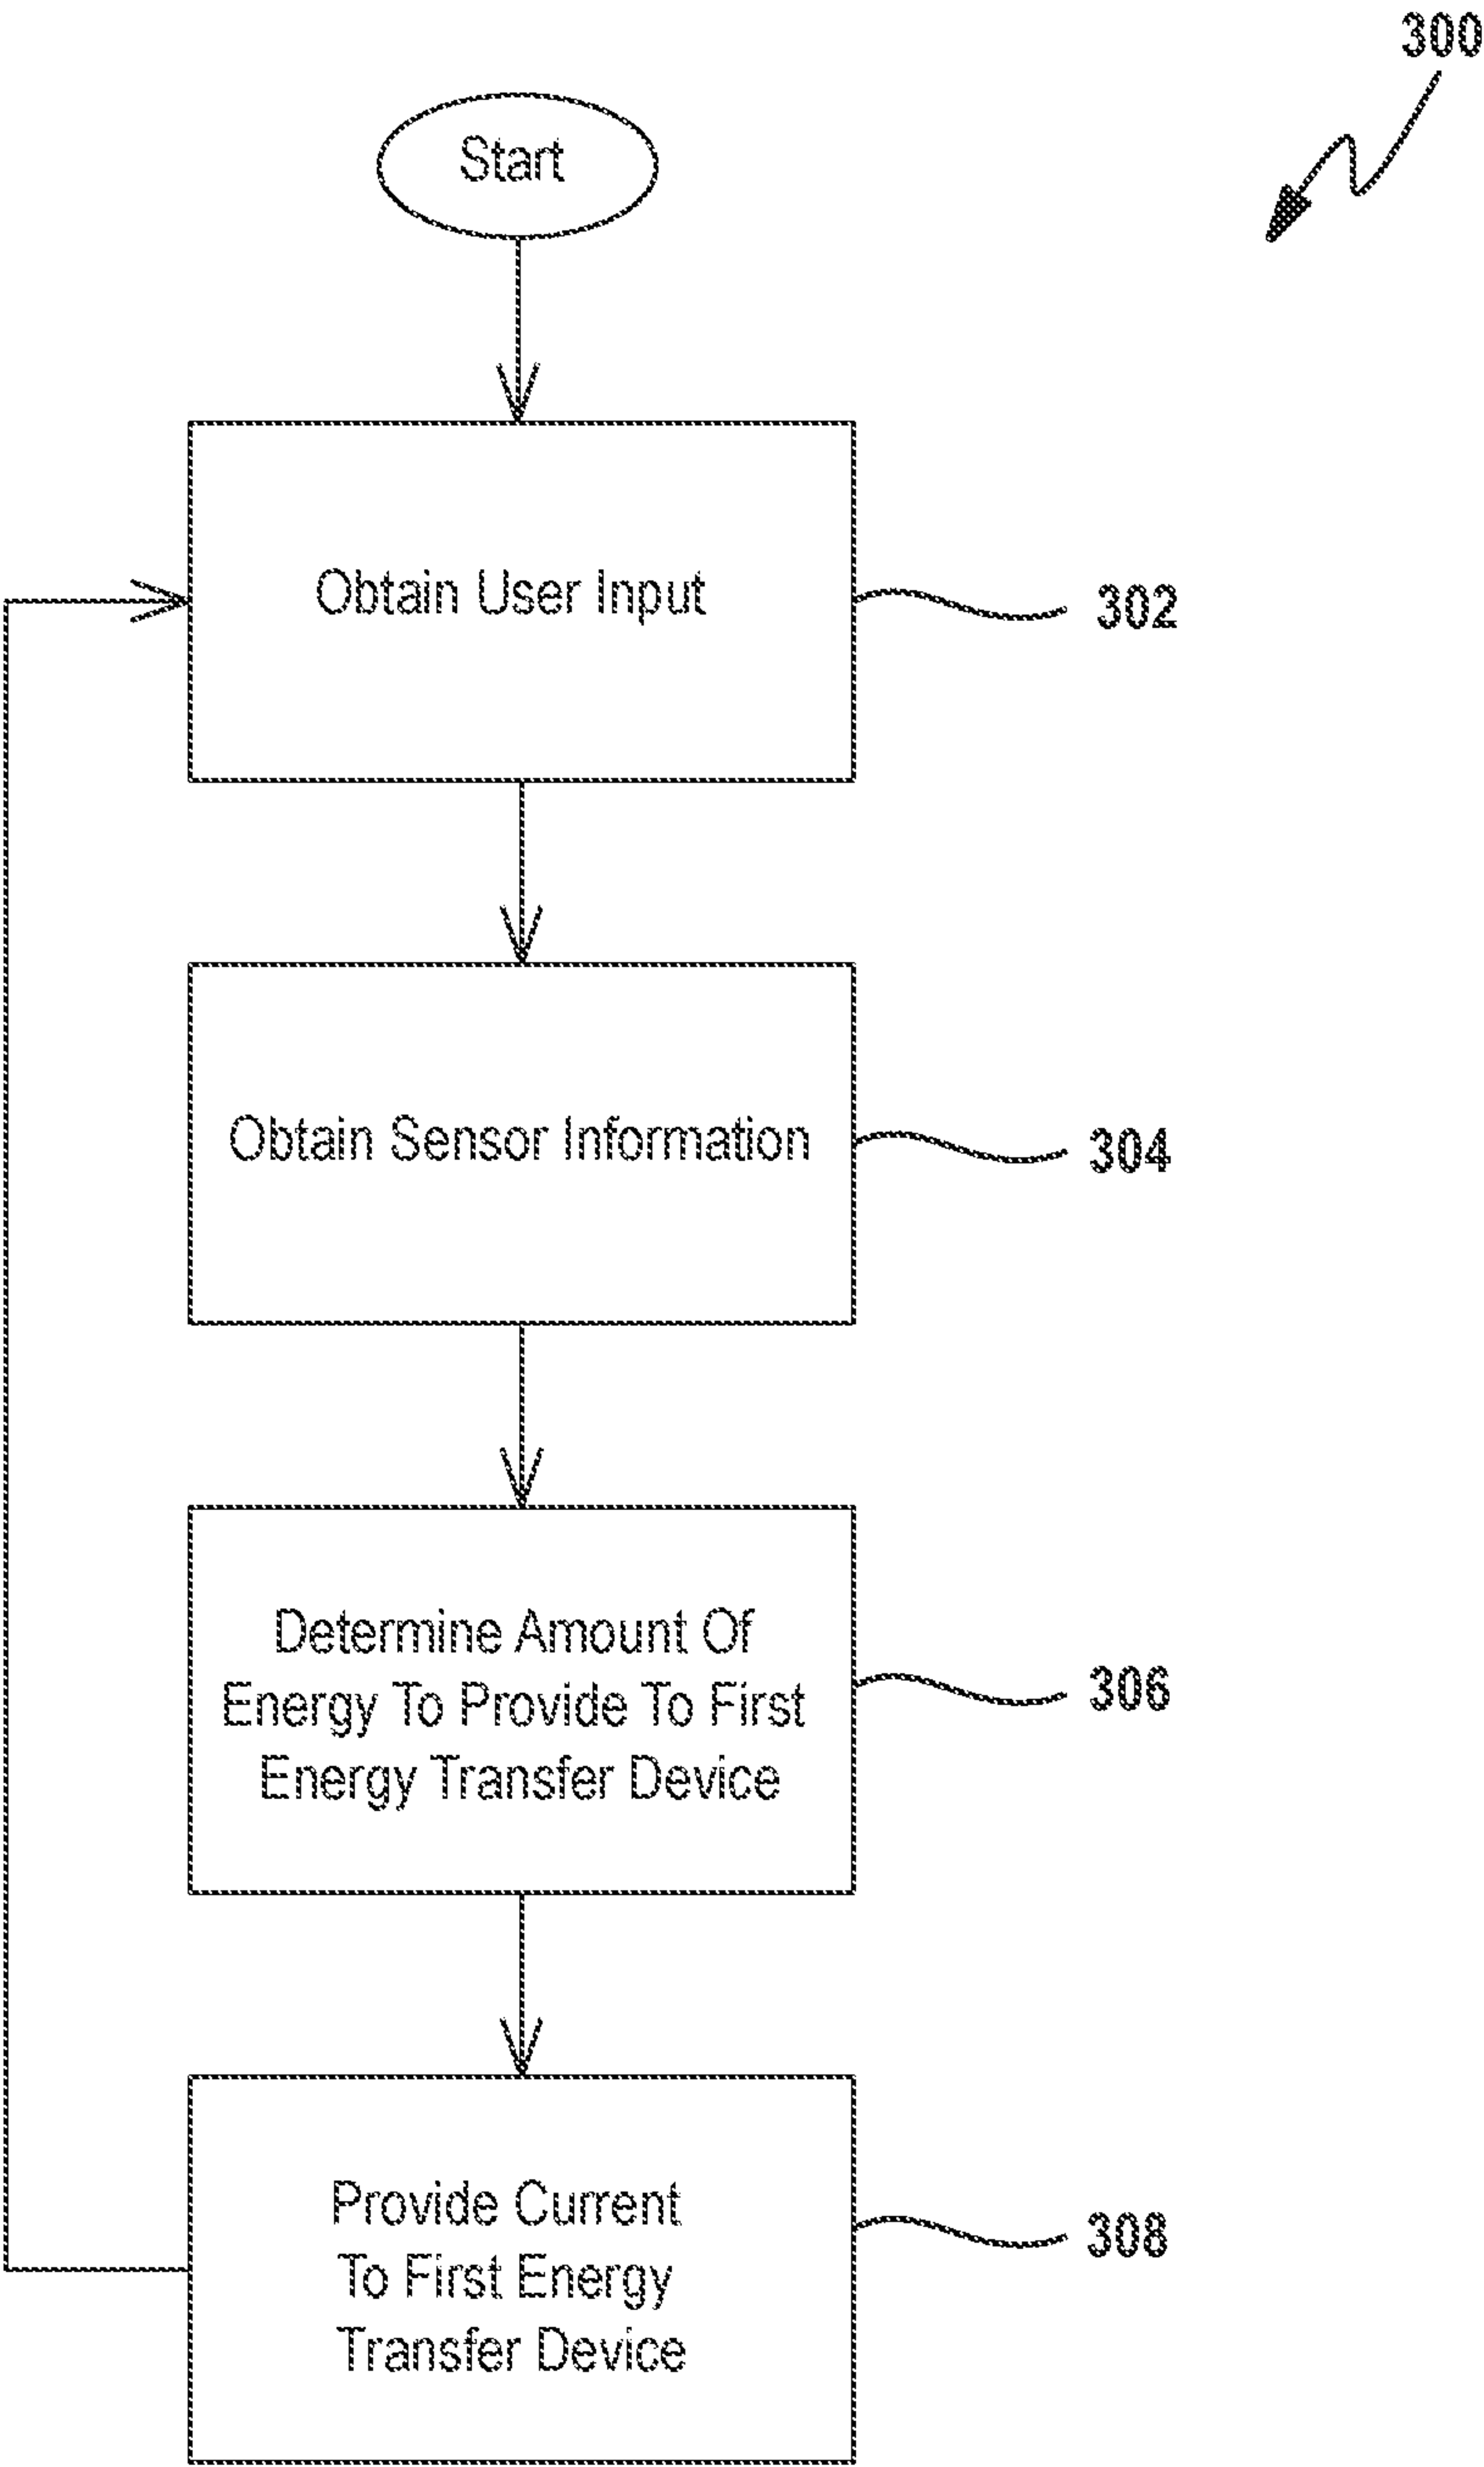 300
Start
Obtain User Input
302
Obtain Sensor Information
304
Determine Amount Of
Energy To Provide To First
Energy Transfer Device
306
Provide Current
To First Energy
Transfer Device
308